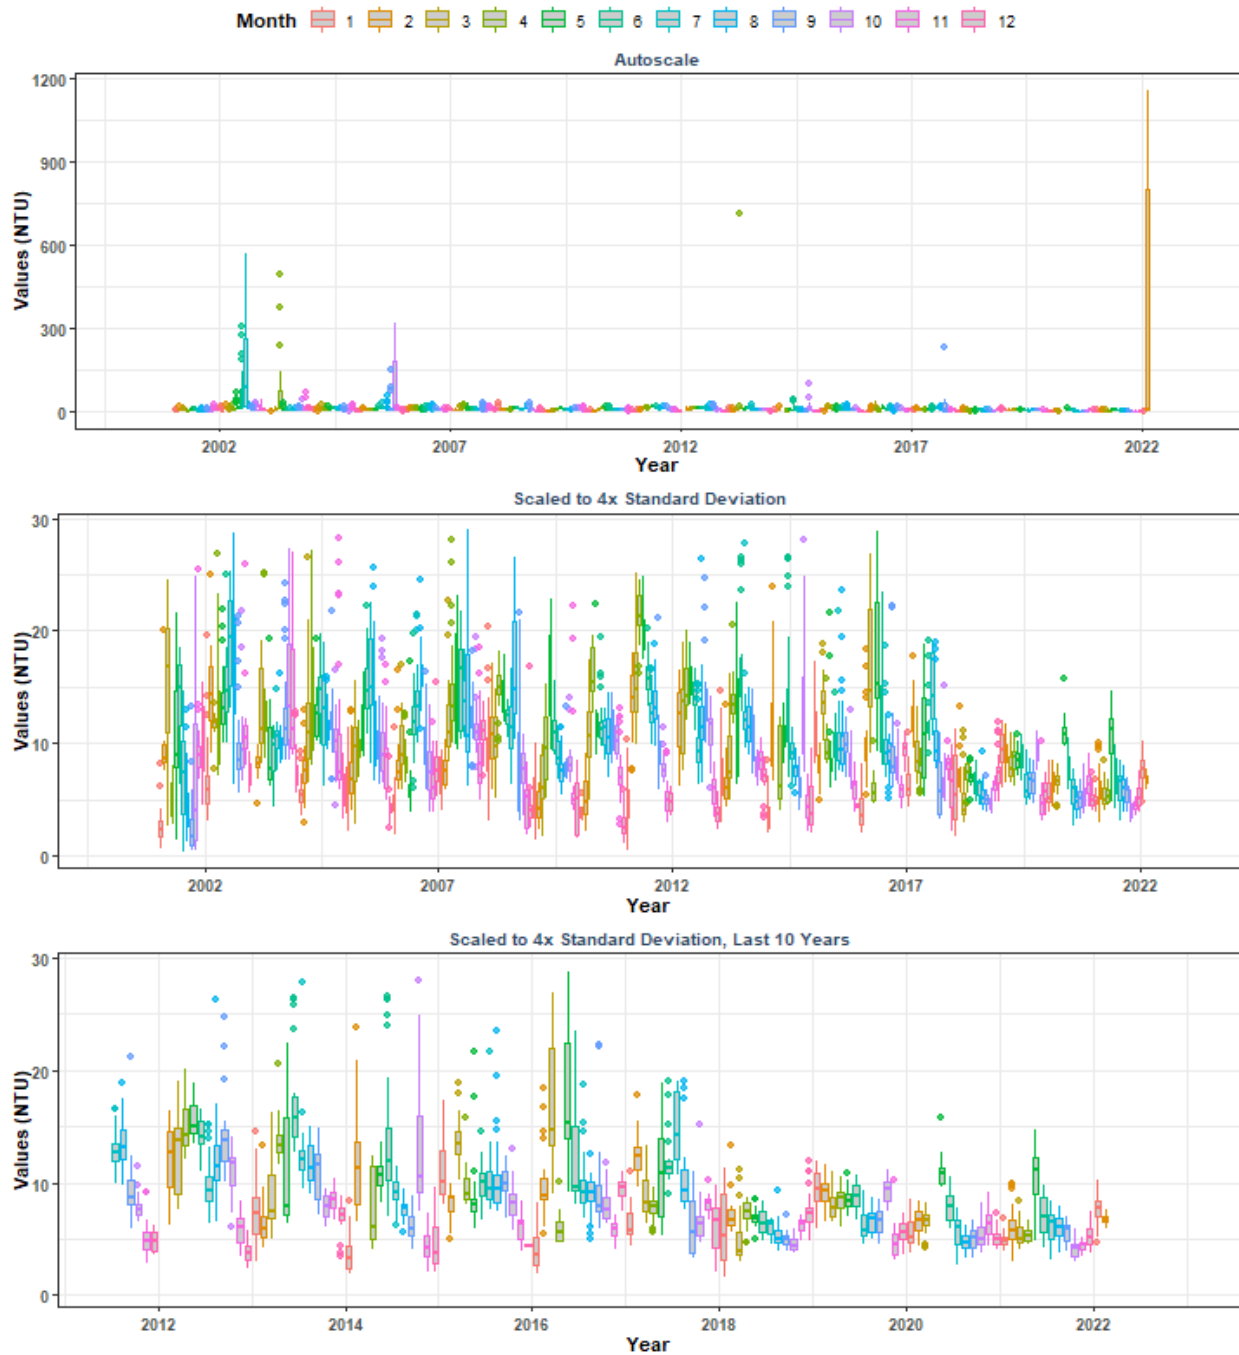 Month 1 2 3 4 5 6 7 8 9 10 11 12
Autoscale
Values (NTU)
1200
900
600
300
0
2002 2007 2012 2017 2022
Year
Scaled to 4x Standard Deviation
Values (NTU)
30
20
10
0
2002 2007 2012 2017 2022
Year
Scaled to 4x Standard Deviation, Last 10 Years
Values (NTU)
30
20
10
0
2012 2014 2016 2018 2020 2022
Year